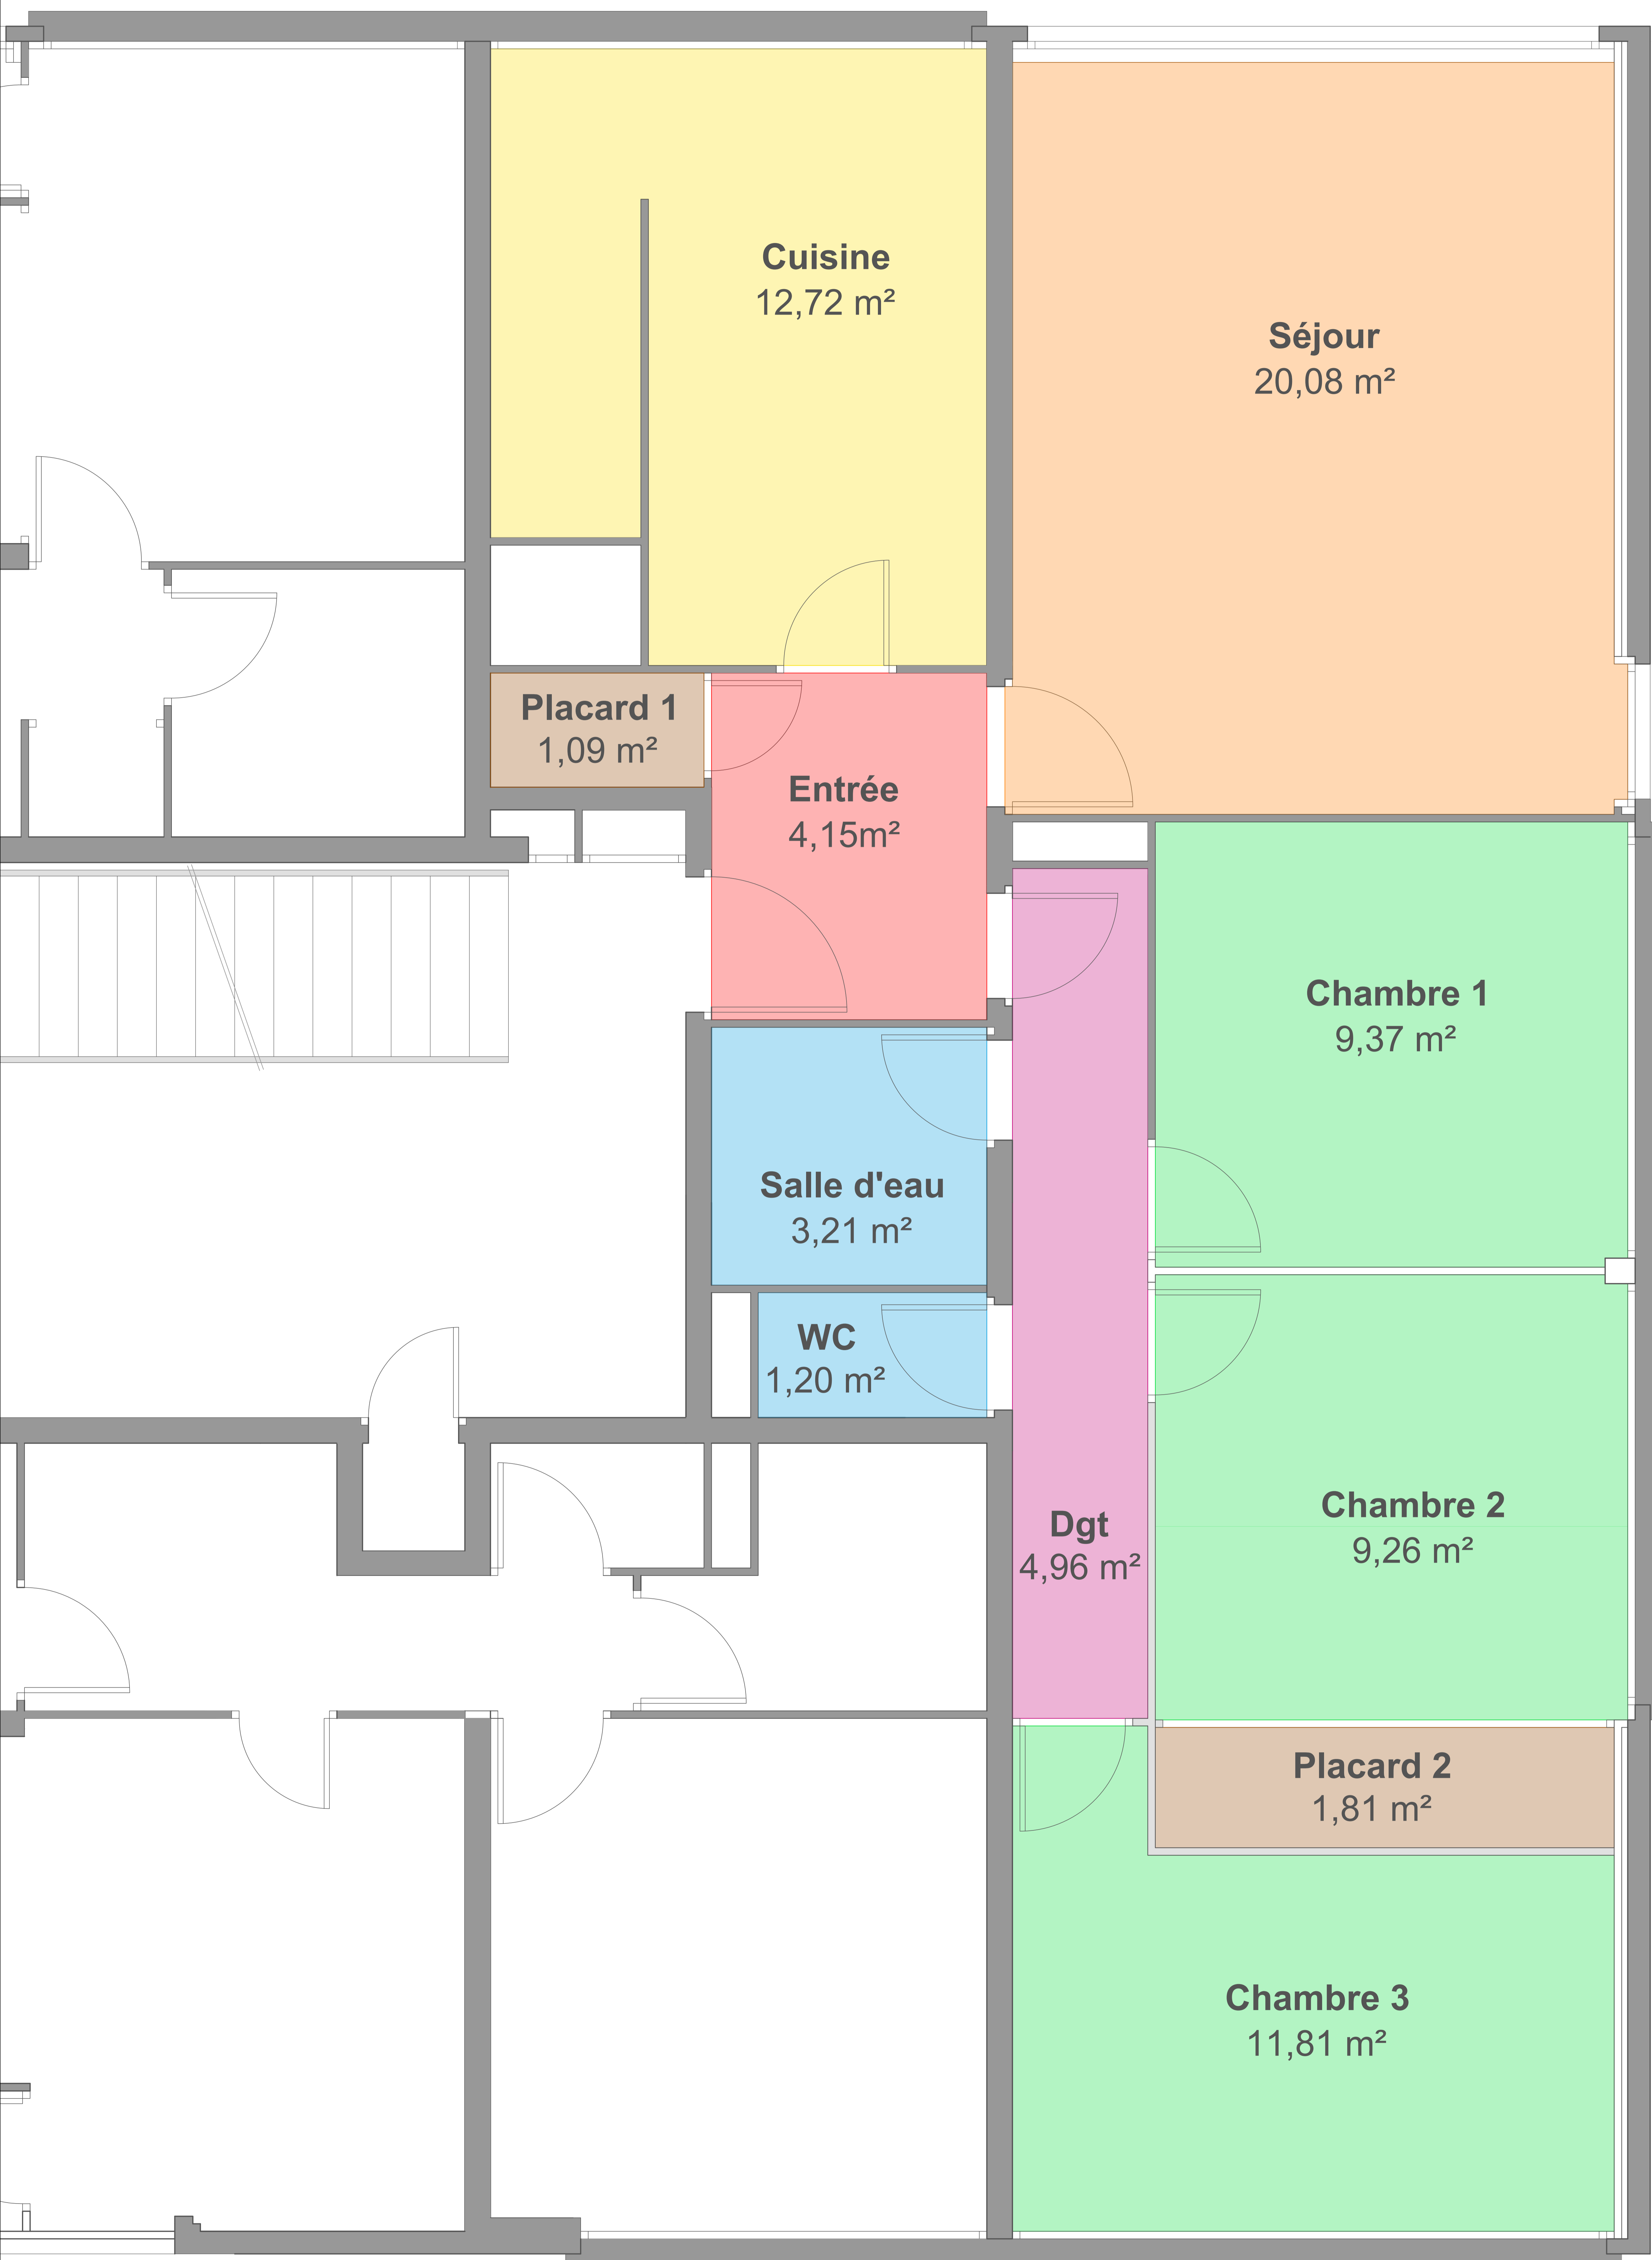 Cuisine
12,72 m²
Séjour
20,08 m²
Placard 1
1,09 m²
Entrée
4,15m²
Chambre 1
9,37 m²
Salle d'eau
3,21 m²
WC
1,20 m²
Dgt
4,96 m²
Chambre 2
9,26 m²
Placard 2
1,81 m²
Chambre 3
11,81 m²